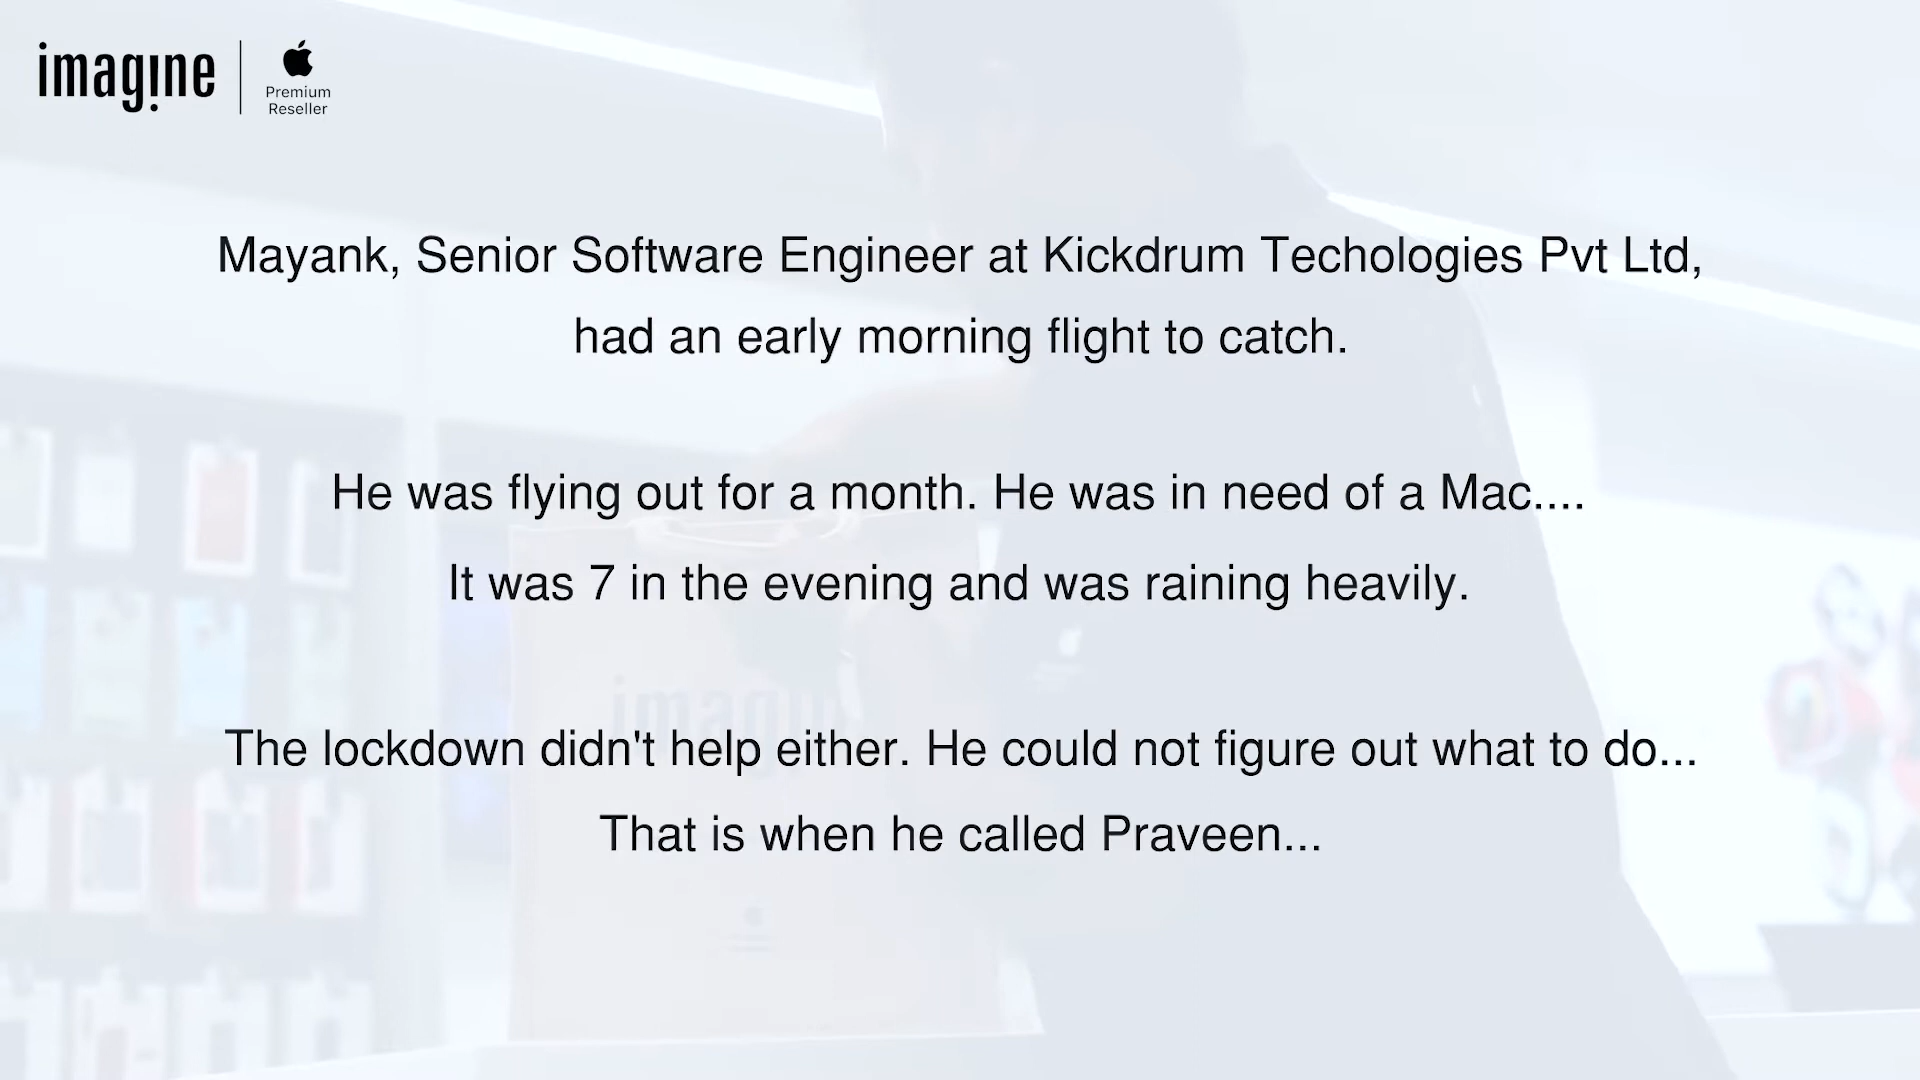 imagine
Premium
Reseller
Mayank, Senior Software Engineer at Kickdrum Techologies Pvt Ltd,
had an early morning flight to catch.
He was flying out for a month. He was in need of a Mac....
It was 7 in the evening and was raining heavily.
imagine
The lockdown didn't help either. He could not figure out what to do...
That is when he called Praveen...